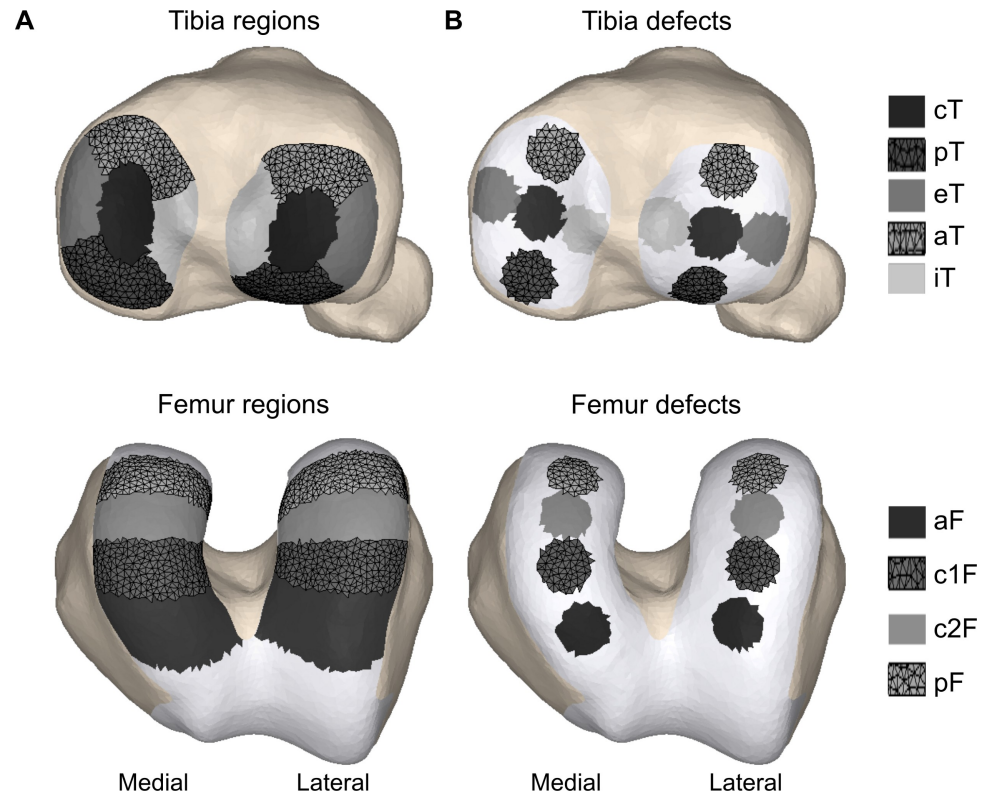 A
Tibia regions
B
Tibia defects
cT
pT
eT
aT
iT
Femur regions
Femur defects
aF
c1F
c2F
pF
Medial
Lateral
Medial
Lateral